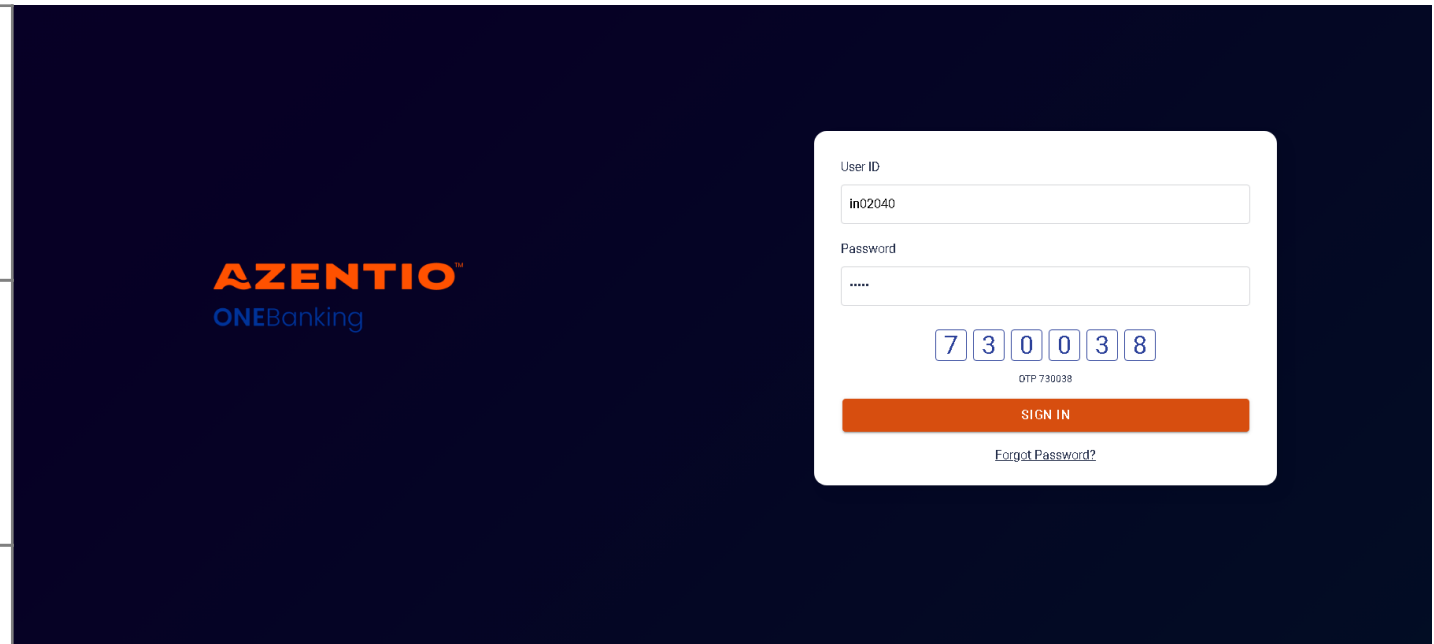 AZENTIO™
ONEBanking
User ID
in02040
Password
•••••
7 3 0 0 3 8
OTP 730038
SIGN IN
Forgot Password?